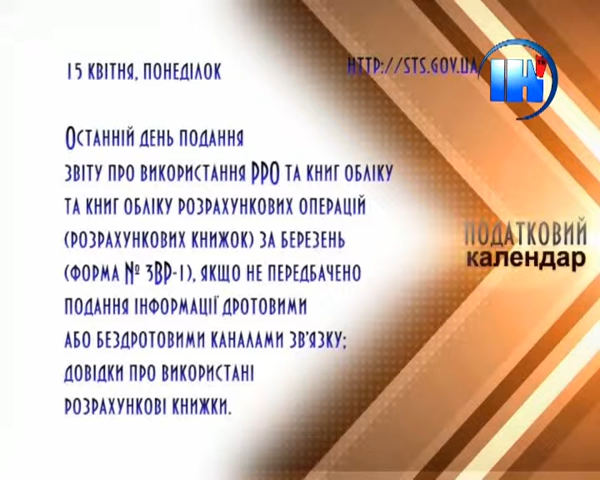 15 КВІТНЯ, ПОНЕДІЛОК
HTTP://STS.GOV.UA/
ІН
ОСТАННІЙ ДЕНЬ ПОДАННЯ
ЗВІТУ ПРО ВИКОРИСТАННЯ РРО ТА КНИГ ОБЛІКУ
ТА КНИГ ОБЛІКУ РОЗРАХУНКОВИХ ОПЕРАЦІЙ
(РОЗРАХУНКОВИХ КНИЖОК) ЗА БЕРЕЗЕНЬ
(ФОРМА № ЗВР-1), ЯКЩО НЕ ПЕРЕДБАЧЕНО
ПОДАННЯ ІНФОРМАЦІЇ ДРОТОВИМИ
АБО БЕЗДРОТОВИМИ КАНАЛАМИ ЗВ'ЯЗКУ;
ДОВІДКИ ПРО ВИКОРИСТАНІ
РОЗРАХУНКОВІ КНИЖКИ.
ПОДАТКОВИЙ
календар